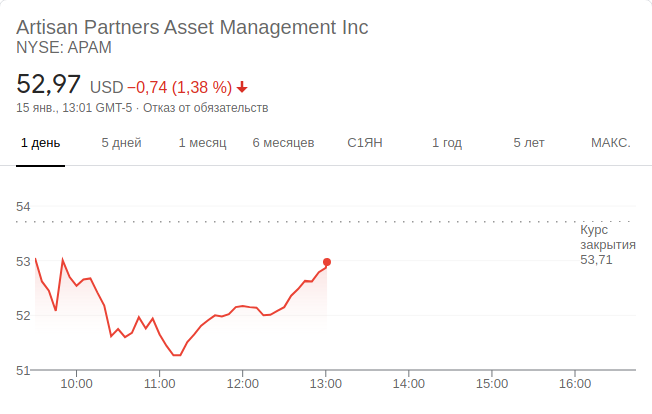 Artisan Partners Asset Management Inc
NYSE: APAM
52,97 USD −0,74 (1,38 %)
15 янв., 13:01 GMT-5 · Отказ от обязательств
1 день 5 дней 1 месяц 6 месяцев С1ЯН 1 год 5 лет МАКС.
54
Курс
закрытия
53,71
53
52
51
10:00 11:00 12:00 13:00 14:00 15:00 16:00